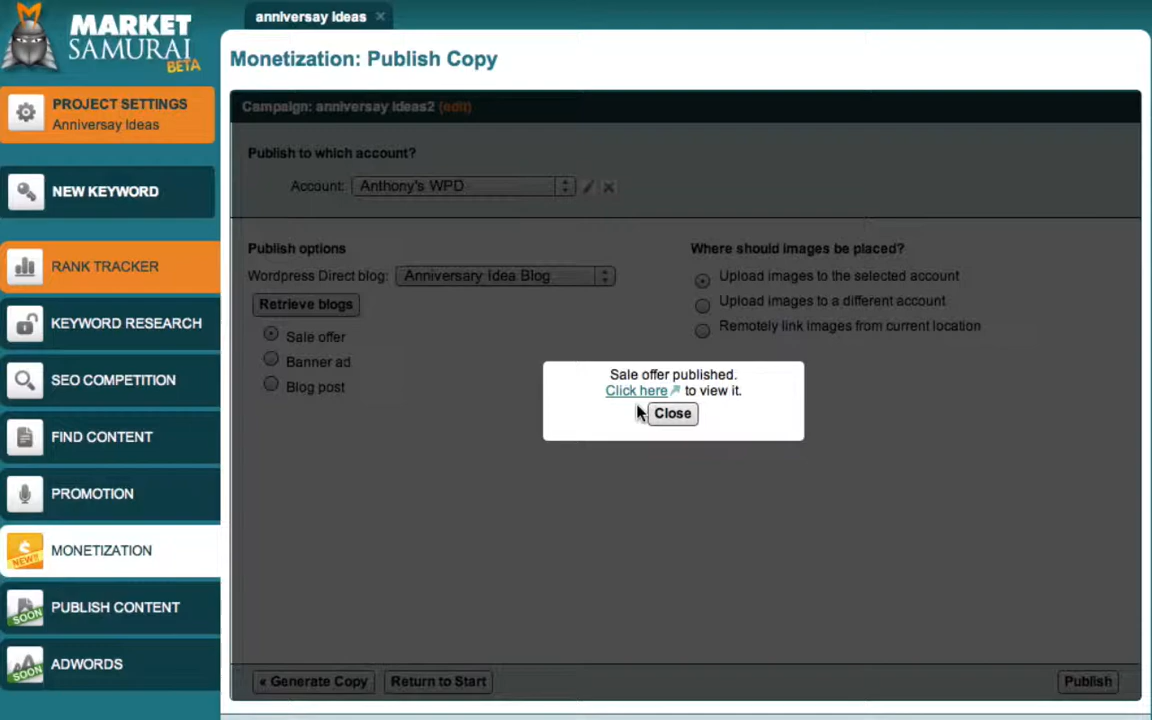 MARKET
SAMURAI
BETA
anniversay ideas
Monetization: Publish Copy
PROJECT SETTINGS
Anniversay Ideas
NEW KEYWORD
RANK TRACKER
KEYWORD RESEARCH
SEO COMPETITION
FIND CONTENT
PROMOTION
NEW!!
MONETIZATION
SOON
PUBLISH CONTENT
SOON
ADWORDS
Campaign: anniversay ideas2 (edit)
Publish to which account?
Account: Anthony's WPD
Publish options
Wordpress Direct blog: Anniversary Idea Blog
Retrieve blogs
Sale offer
Banner ad
Blog post
Where should images be placed?
Upload images to the selected account
Upload images to a different account
Remotely link images from current location
Sale offer published.
Click here to view it.
Close
« Generate Copy
Return to Start
Publish